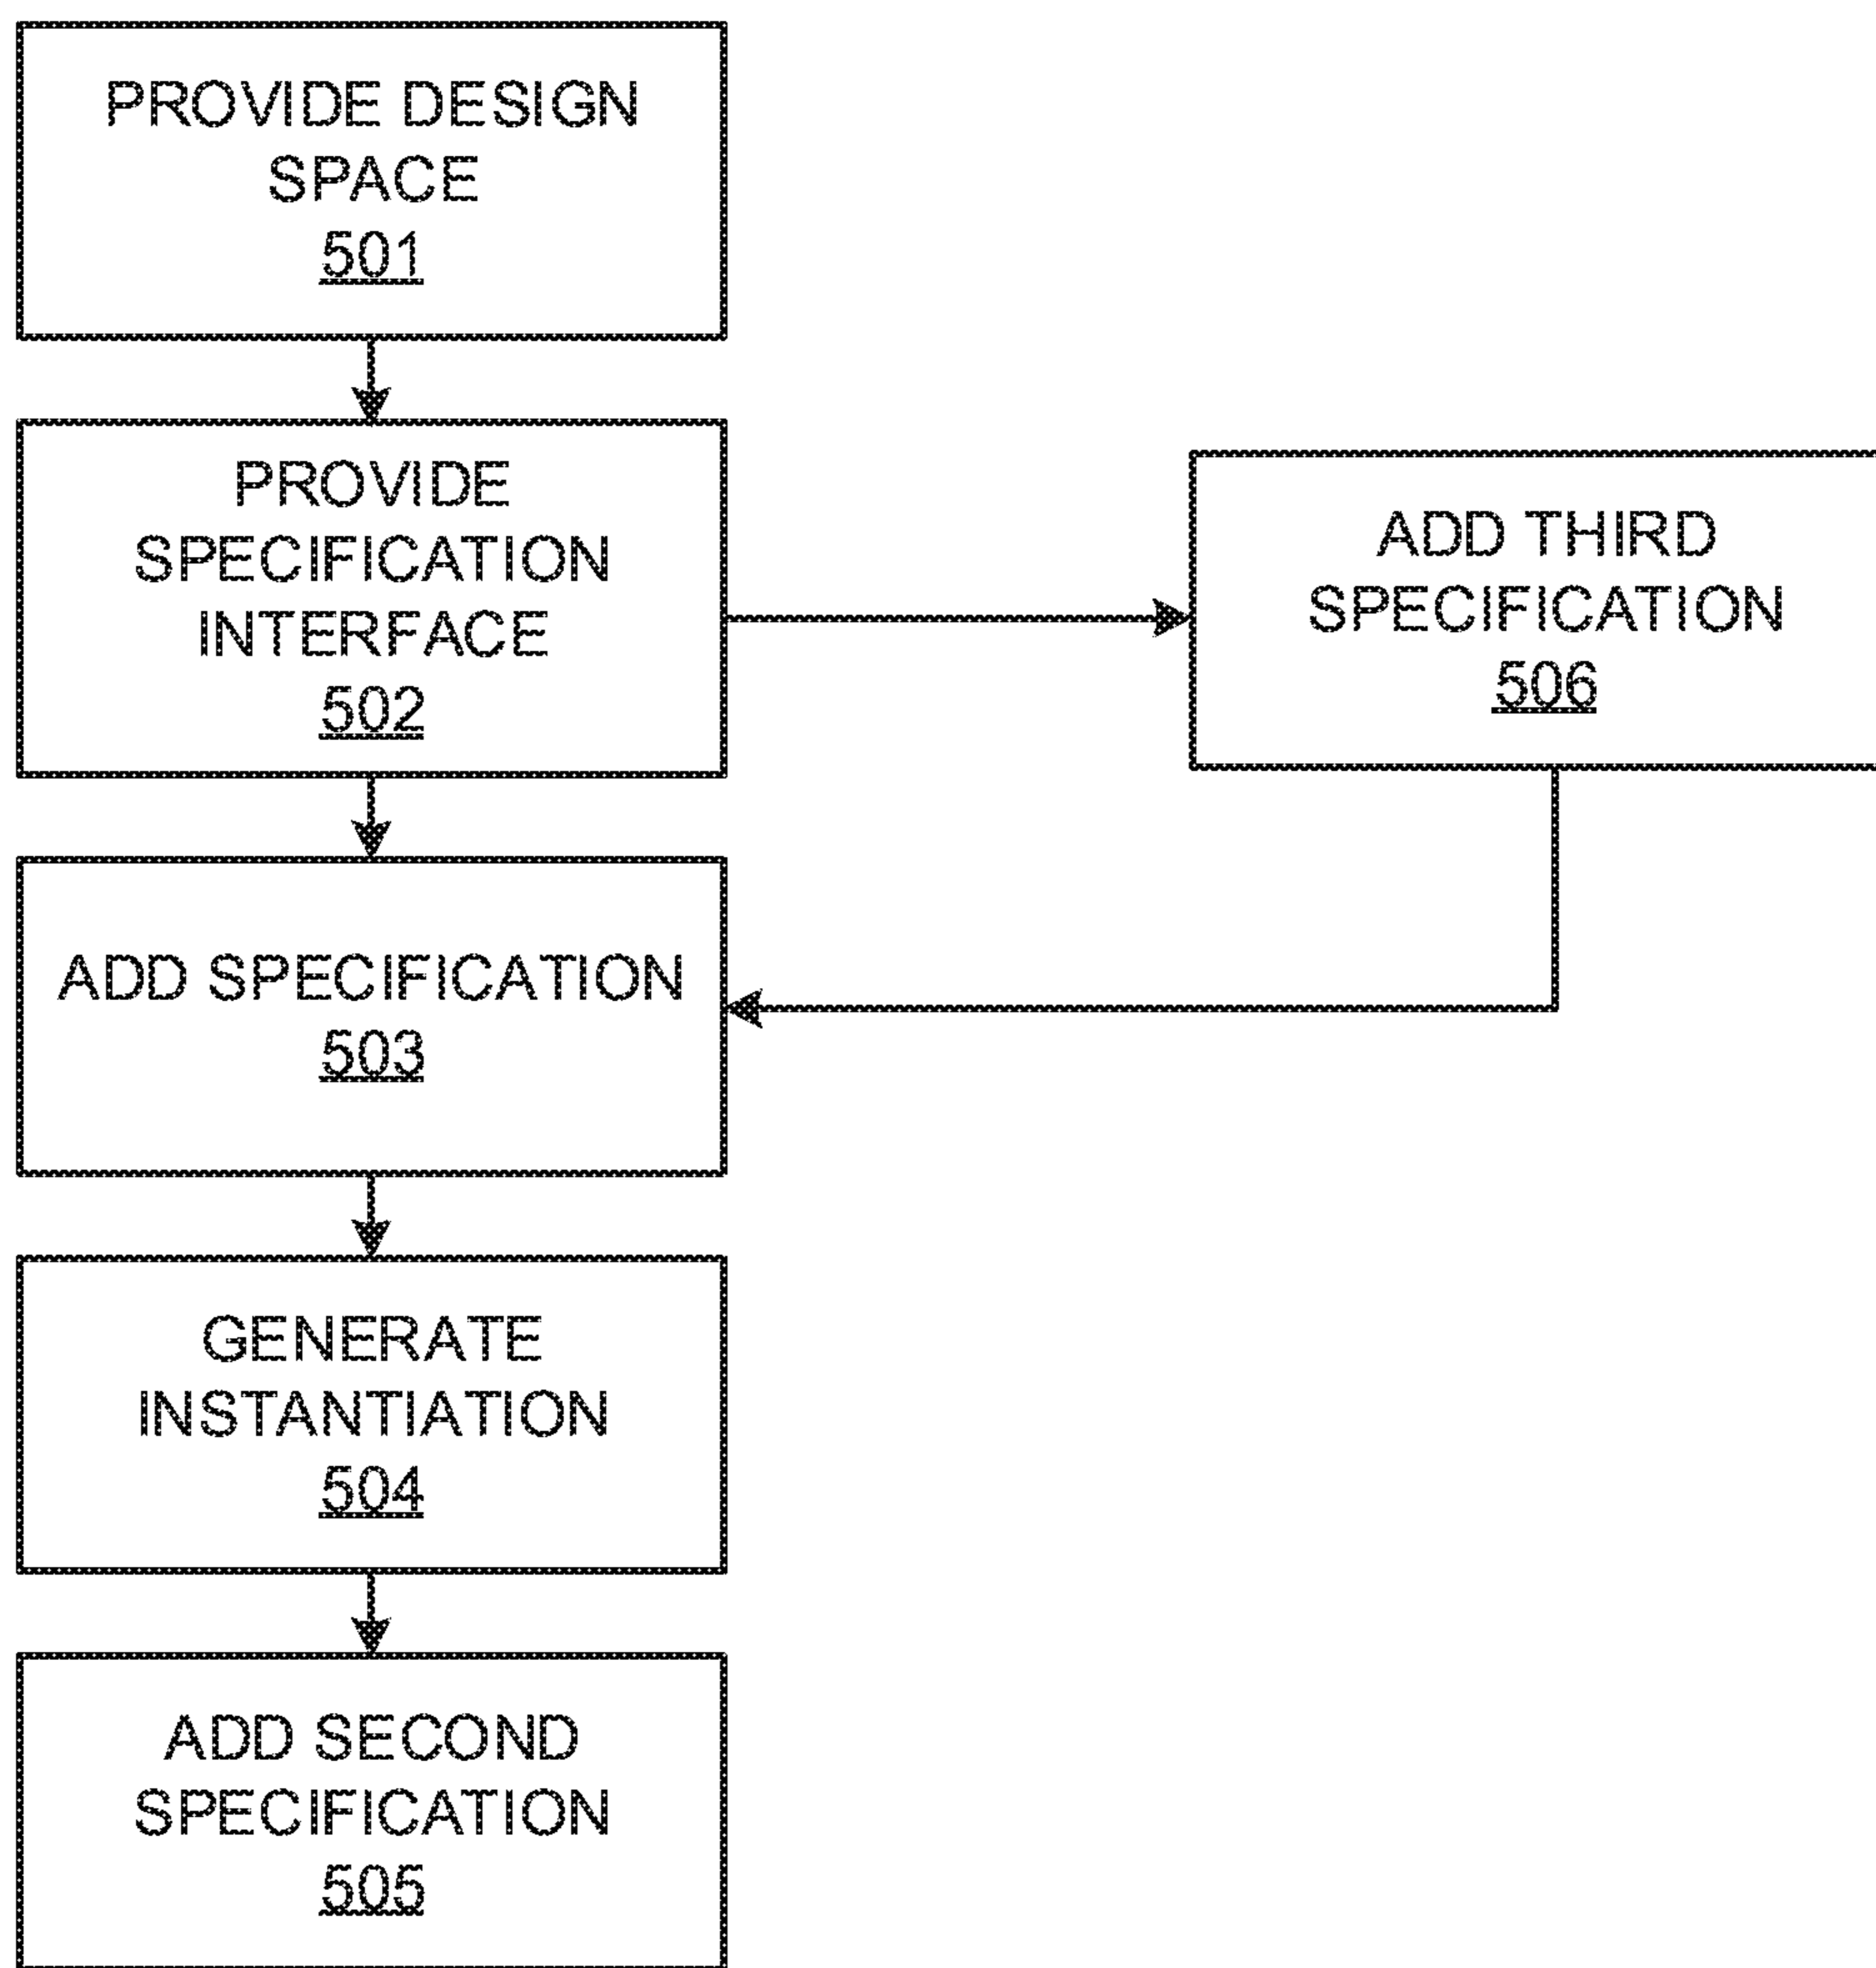 PROVIDE DESIGN
SPACE
501
PROVIDE
SPECIFICATION
INTERFACE
502
ADD THIRD
SPECIFICATION
506
ADD SPECIFICATION
503
GENERATE
INSTANTIATION
504
ADD SECOND
SPECIFICATION
505